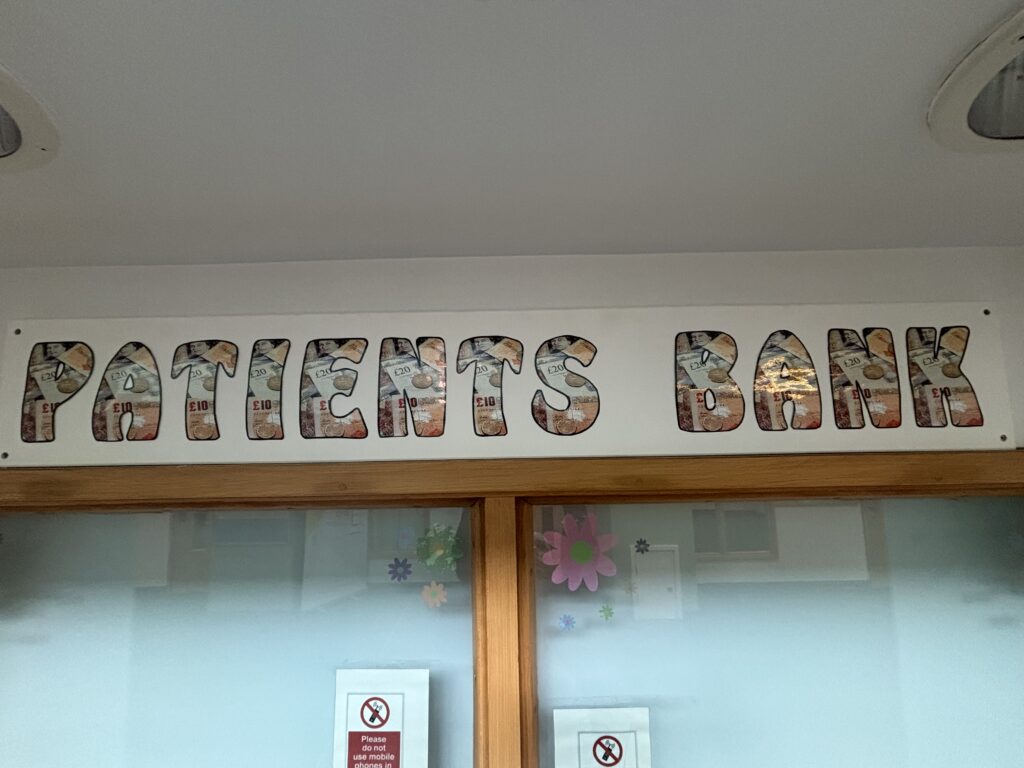 PATIENTS BANK
Please
do not
use mobile
phones in